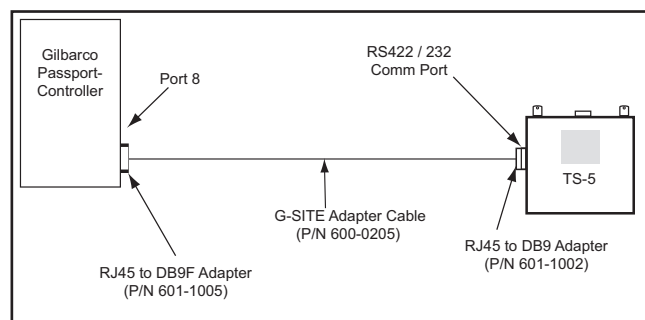 Gilbarco
Passport-
Controller
Port 8
RS422 / 232
Comm Port
TS-5
G-SITE Adapter Cable
(P/N 600-0205)
RJ45 to DB9F Adapter
(P/N 601-1005)
RJ45 to DB9 Adapter
(P/N 601-1002)